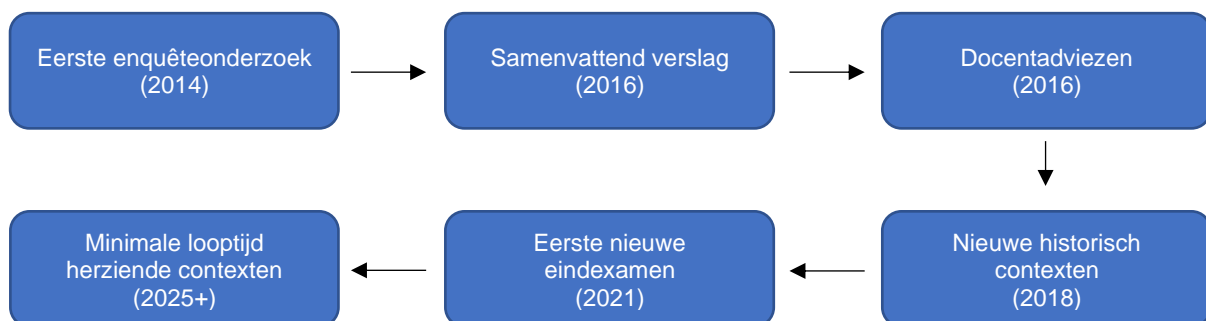 Eerste enquêteonderzoek
(2014)
Samenvattend verslag
(2016)
Docentadviezen
(2016)
Nieuwe historisch
contexten
(2018)
Eerste nieuwe
eindexamen
(2021)
Minimale looptijd
herziende contexten
(2025+)